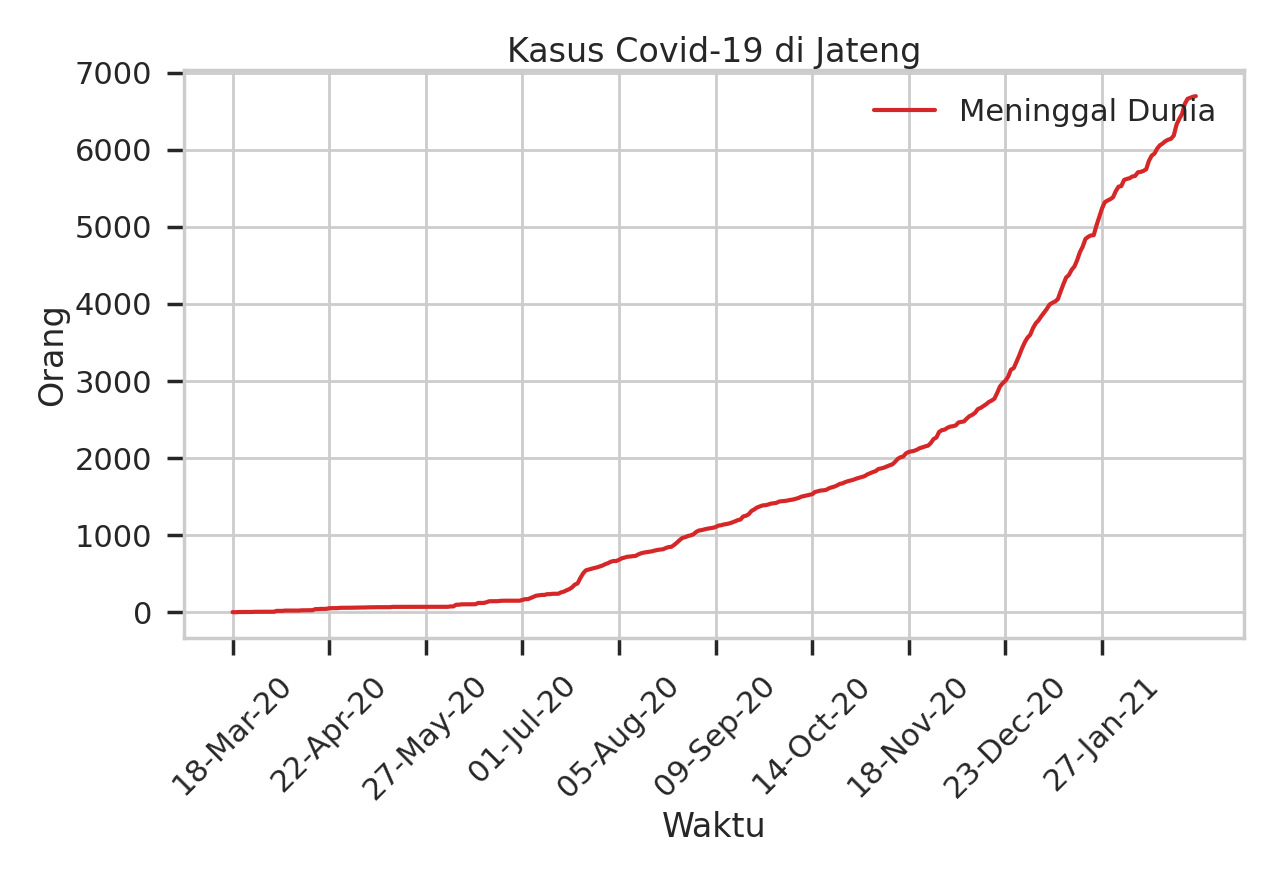 Kasus Covid-19 di Jateng
Meninggal Dunia
Orang
7000
6000
5000
4000
3000
2000
1000
0
18-Mar-20
22-Apr-20
27-May-20
01-Jul-20
05-Aug-20
09-Sep-20
14-Oct-20
18-Nov-20
23-Dec-20
27-Jan-21
Waktu